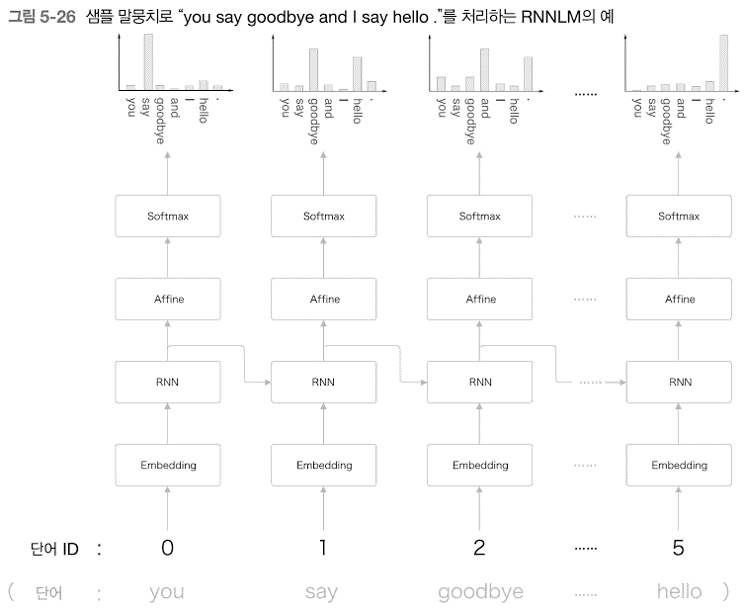 그림 5-26 샘플 말뭉치로 "you say goodbye and I say hello ."를 처리하는 RNNLM의 예
you say goodbye and I hello .
you say goodbye and I hello .
you say goodbye and I hello .
......
you say goodbye and I hello .
Softmax Softmax Softmax ...... Softmax
Affine Affine Affine ...... Affine
RNN RNN RNN ...... RNN
Embedding Embedding Embedding ...... Embedding
단어 ID : 0 1 2 ...... 5
( 단어 : you say goodbye ...... hello )